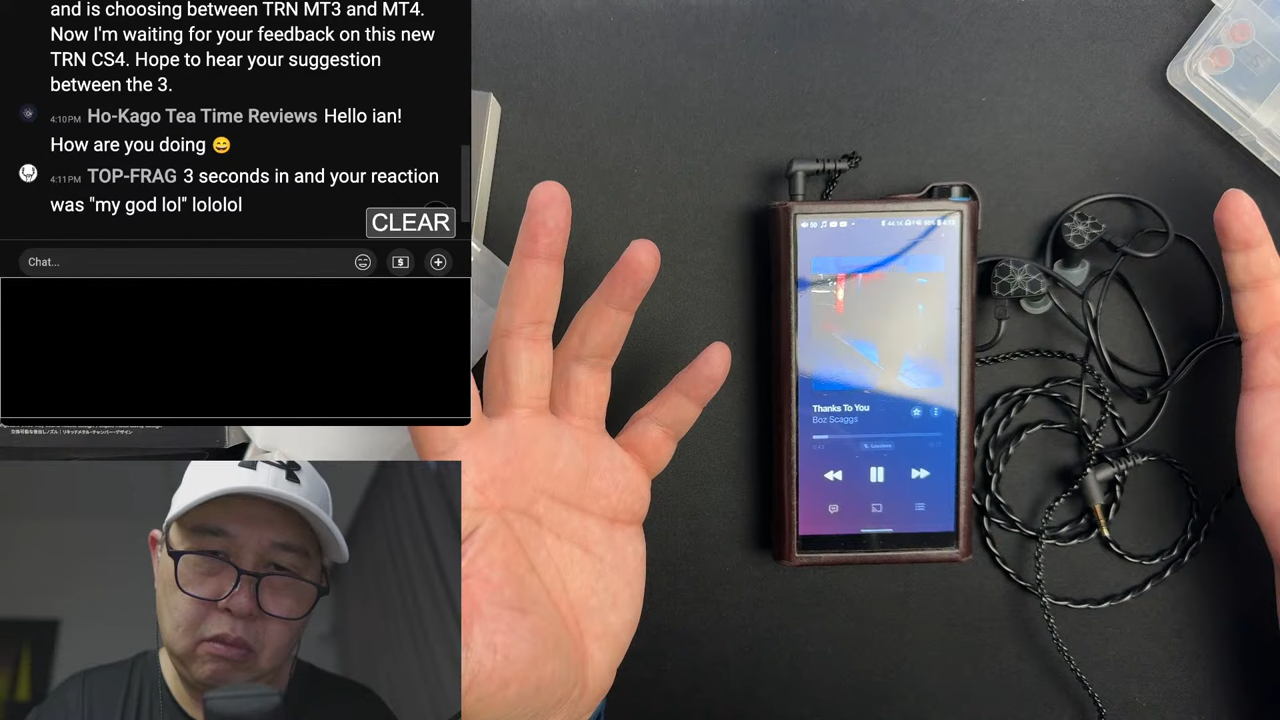 and is choosing between TRN MT3 and MT4.
Now I'm waiting for your feedback on this new
TRN CS4. Hope to hear your suggestion
between the 3.
4:10PM Ho-Kago Tea Time Reviews Hello ian!
How are you doing 😄
4:11PM TOP-FRAG 3 seconds in and your reaction
was "my god lol" lololol
CLEAR
Chat...
Thanks To You
Boz Scaggs